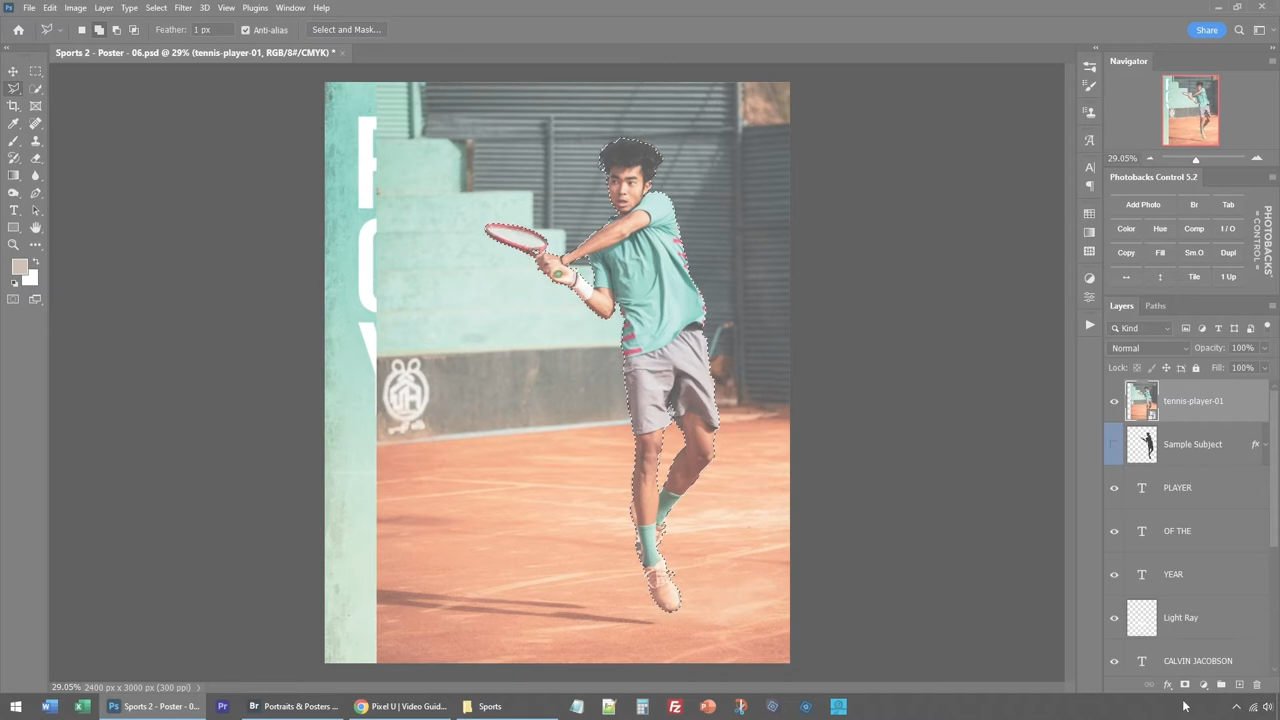 File Edit Image Layer Type Select Filter 3D View Plugins Window Help
Feather: 1 px Anti-alias Select and Mask... Share
Sports 2 - Poster - 06.psd @ 29% (tennis-player-01, RGB/8#/CMYK) *
Navigator
29.05%
Photobacks Control 5.2
Add Photo Br Tab
Color Hue Comp I / O
Copy Fill Sm.O Dupl
Tile 1 Up
PHOTOBACKS
= CONTROL =
Layers Paths
Kind
Normal Opacity: 100%
Lock: Fill: 100%
tennis-player-01
Sample Subject fx
PLAYER
OF THE
YEAR
Light Ray
CALVIN JACOBSON
29.05% 2400 px x 3000 px (300 ppi)
Sports 2 - Poster - 0... Portraits & Posters ... Pixel U | Video Guid... Sports